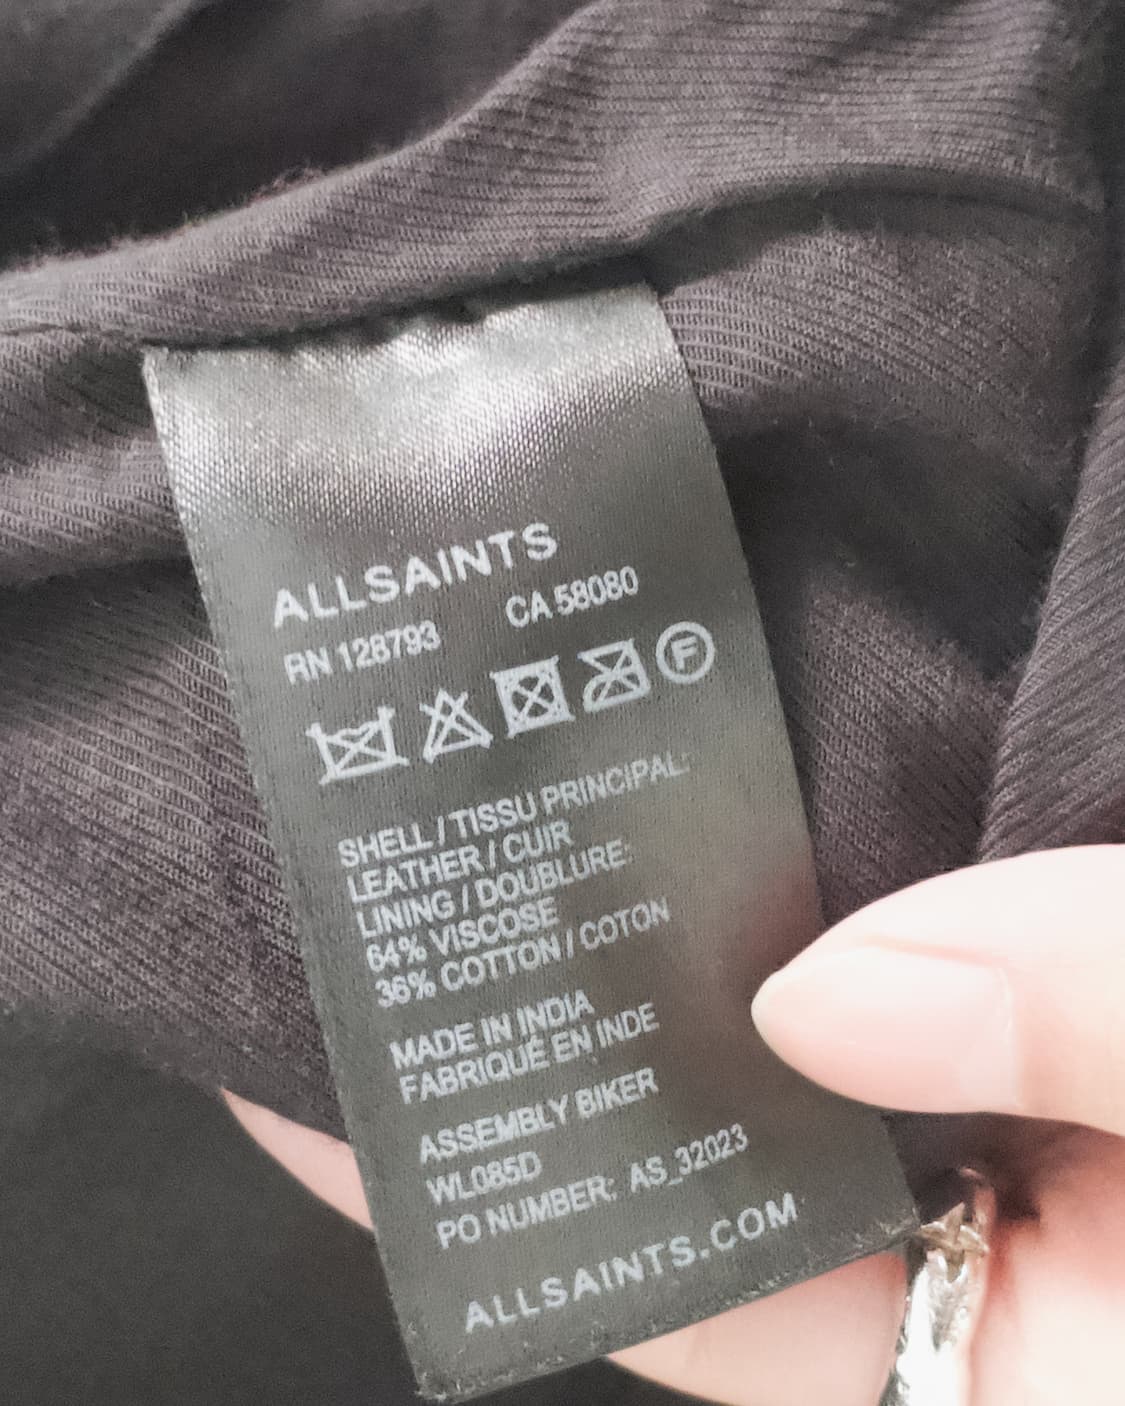 ALLSAINTS
RN 128793 CA 58080
F
SHELL / TISSU PRINCIPAL:
LEATHER / CUIR
LINING / DOUBLURE:
64% VISCOSE
36% COTTON / COTON
MADE IN INDIA
FABRIQUÉ EN INDE
ASSEMBLY BIKER
WL085D
PO NUMBER: AS_32023
ALLSAINTS.COM